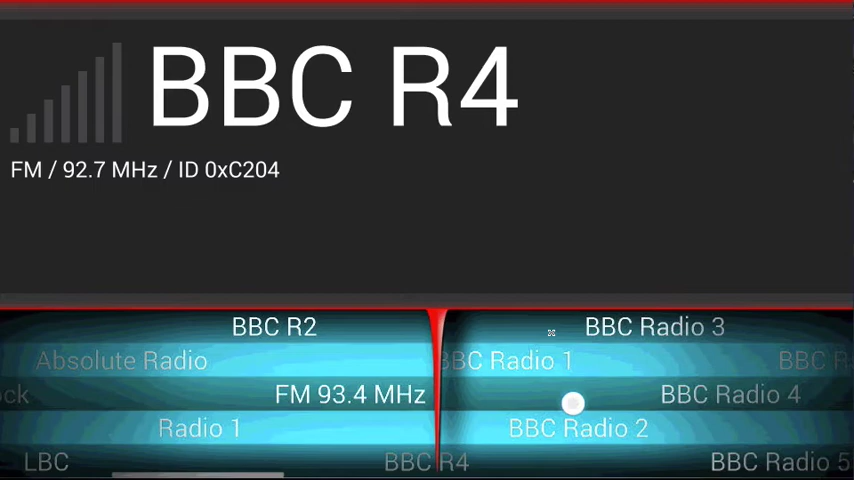 BBC R4
FM / 92.7 MHz / ID 0xC204
BBC R2 BBC Radio 3
Absolute Radio BBC Radio 1 BBC
FM 93.4 MHz BBC Radio 4
Radio 1 BBC Radio 2
LBC BBC R4 BBC Radio 5